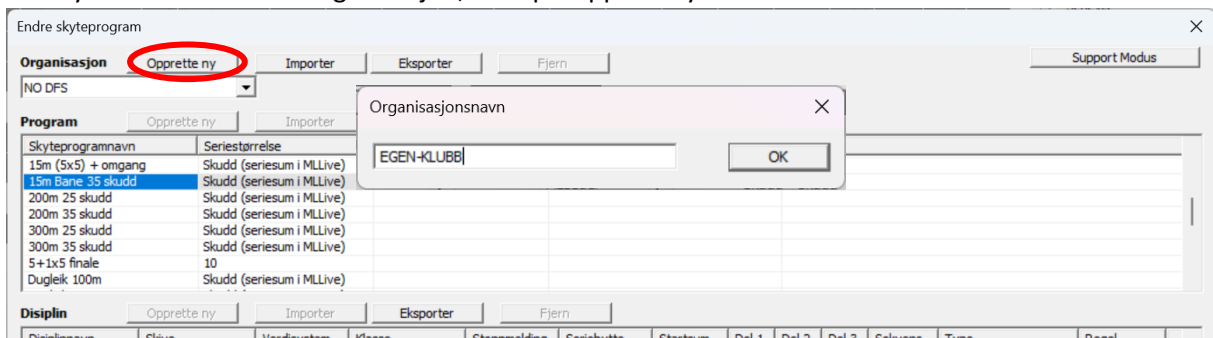 Endre skyteprogram
Organisasjon Opprette ny Importer Eksporter Fjern Support Modus
NO DFS
Organisasjonsnavn
Program Opprette ny Importer
EGEN-KLUBB OK
Skyteprogramnavn Seriestørrelse
15m (5x5) + omgang Skudd (seriesum i MLLive)
15m Bane 35 skudd Skudd (seriesum i MLLive)
200m 25 skudd Skudd (seriesum i MLLive)
200m 35 skudd Skudd (seriesum i MLLive)
300m 25 skudd Skudd (seriesum i MLLive)
300m 35 skudd Skudd (seriesum i MLLive)
5+1x5 finale 10
Dugleik 100m Skudd (seriesum i MLLive)
Disiplin Opprette ny Importer Eksporter Fjern